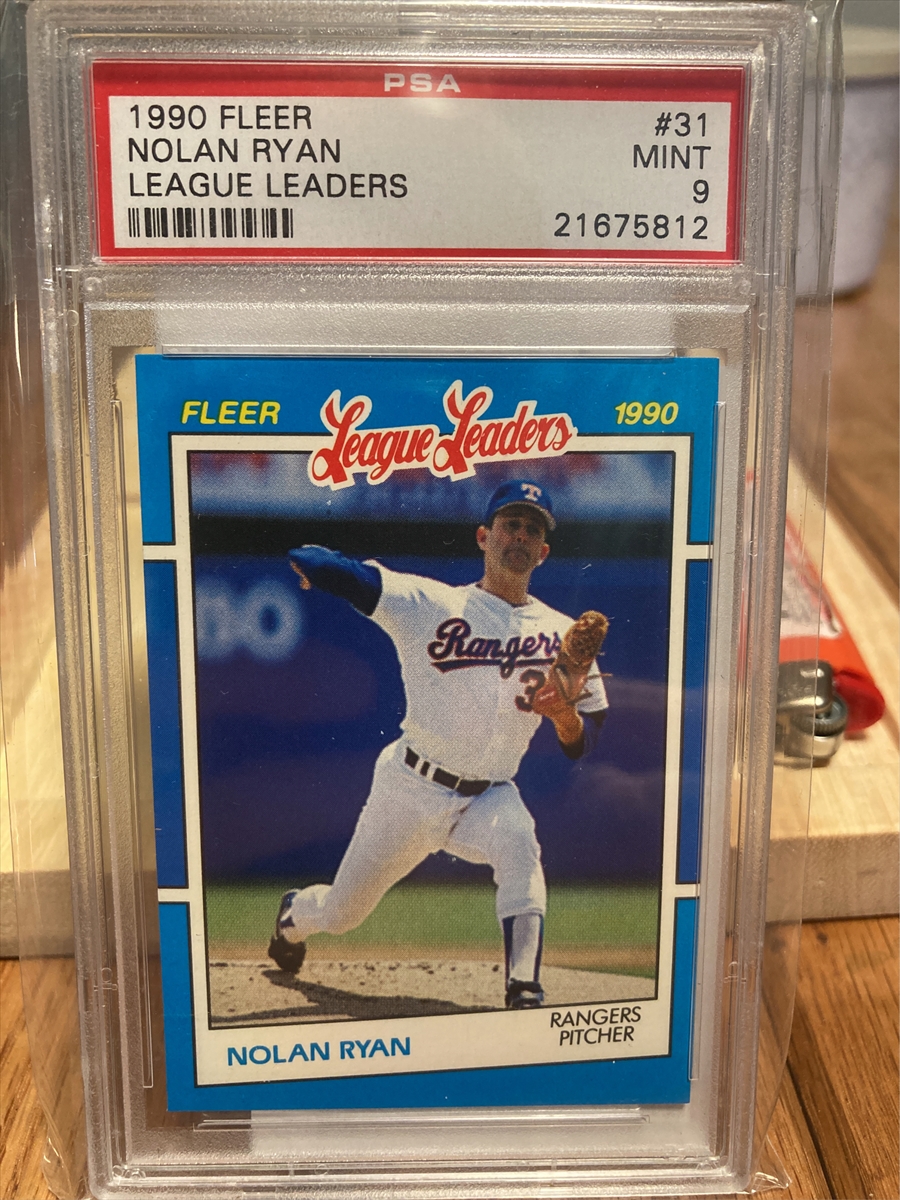 PSA
1990 FLEER #31
NOLAN RYAN MINT
LEAGUE LEADERS 9
21675812
FLEER League Leaders 1990
T
Rangers
3
NOLAN RYAN
RANGERS
PITCHER